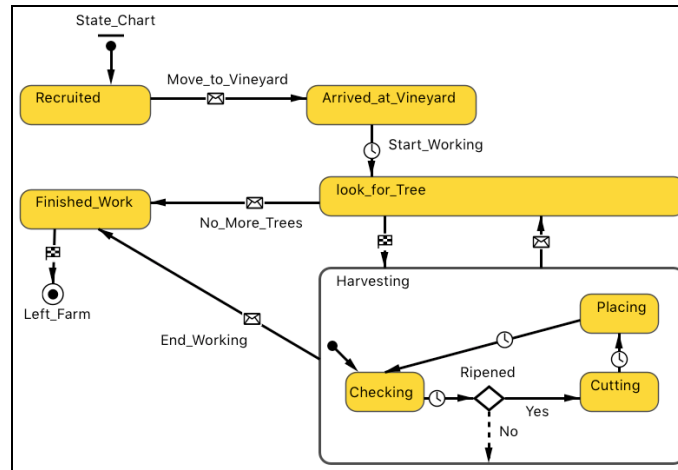 State_Chart
Move_to_Vineyard
Recruited
Arrived_at_Vineyard
Start_Working
look_for_Tree
Finished_Work
No_More_Trees
Harvesting
Left_Farm
End_Working
Placing
Ripened
Checking
Cutting
Yes
No